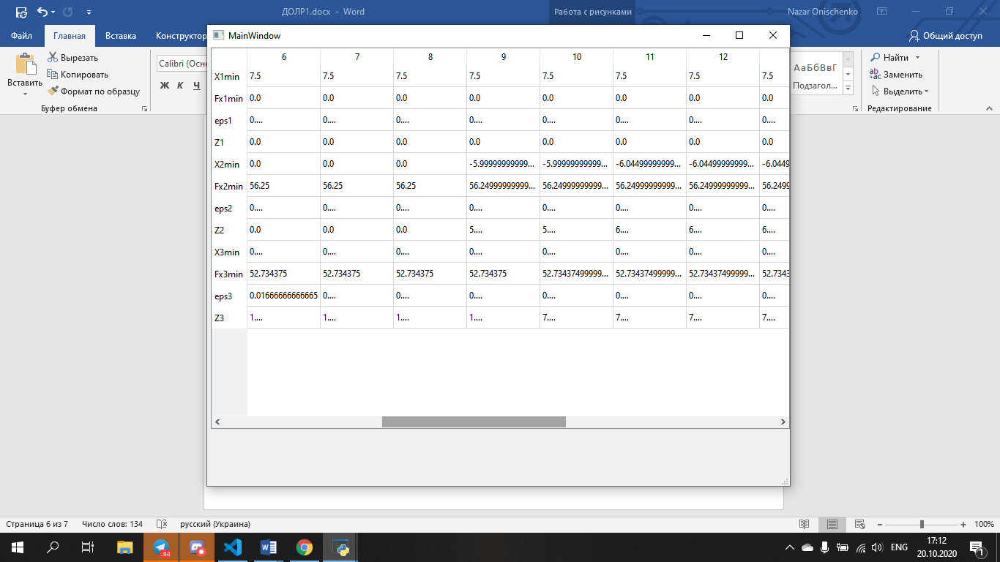 ДОЛР1.docx - Word
Работа с рисунками
Nazar Onischenko
Файл
Главная
Вставка
Конструктор
Общий доступ
MainWindow
Вставить
Вырезать
Копировать
Формат по образцу
Буфер обмена
Calibri (Осно
Ж К Ч
АаБбВвГ
Подзагол...
Найти
Заменить
Выделить
Редактирование
6 7 8 9 10 11 12
X1min 7.5 7.5 7.5 7.5 7.5 7.5 7.5 7.5
Fx1min 0.0 0.0 0.0 0.0 0.0 0.0 0.0 0.0
eps1 0.... 0.... 0.... 0.... 0.... 0.... 0.... 0....
Z1 0.0 0.0 0.0 0.0 0.0 0.0 0.0 0.0
X2min 0.0 0.0 0.0 -5.99999999999... -5.99999999999... -6.04499999999... -6.04499999999... -6.0449
Fx2min 56.25 56.25 56.25 56.24999999999... 56.24999999999... 56.24999999999... 56.24999999999... 56.2499
eps2 0.... 0.... 0.... 0.... 0.... 0.... 0.... 0....
Z2 0.0 0.0 0.0 5.... 5.... 6.... 6.... 6....
X3min 0.... 0.... 0.... 0.... 0.... 0.... 0.... 0....
Fx3min 52.734375 52.734375 52.734375 52.734375 52.73437499999... 52.73437499999... 52.73437499999... 52.734
eps3 0.01666666666665 0.... 0.... 0.... 0.... 0.... 0.... 0....
Z3 1.... 1.... 1.... 1.... 7.... 7.... 7.... 7....
Страница 6 из 7 Число слов: 134 русский (Украина) 100%
94
ENG
17:12
20.10.2020
1